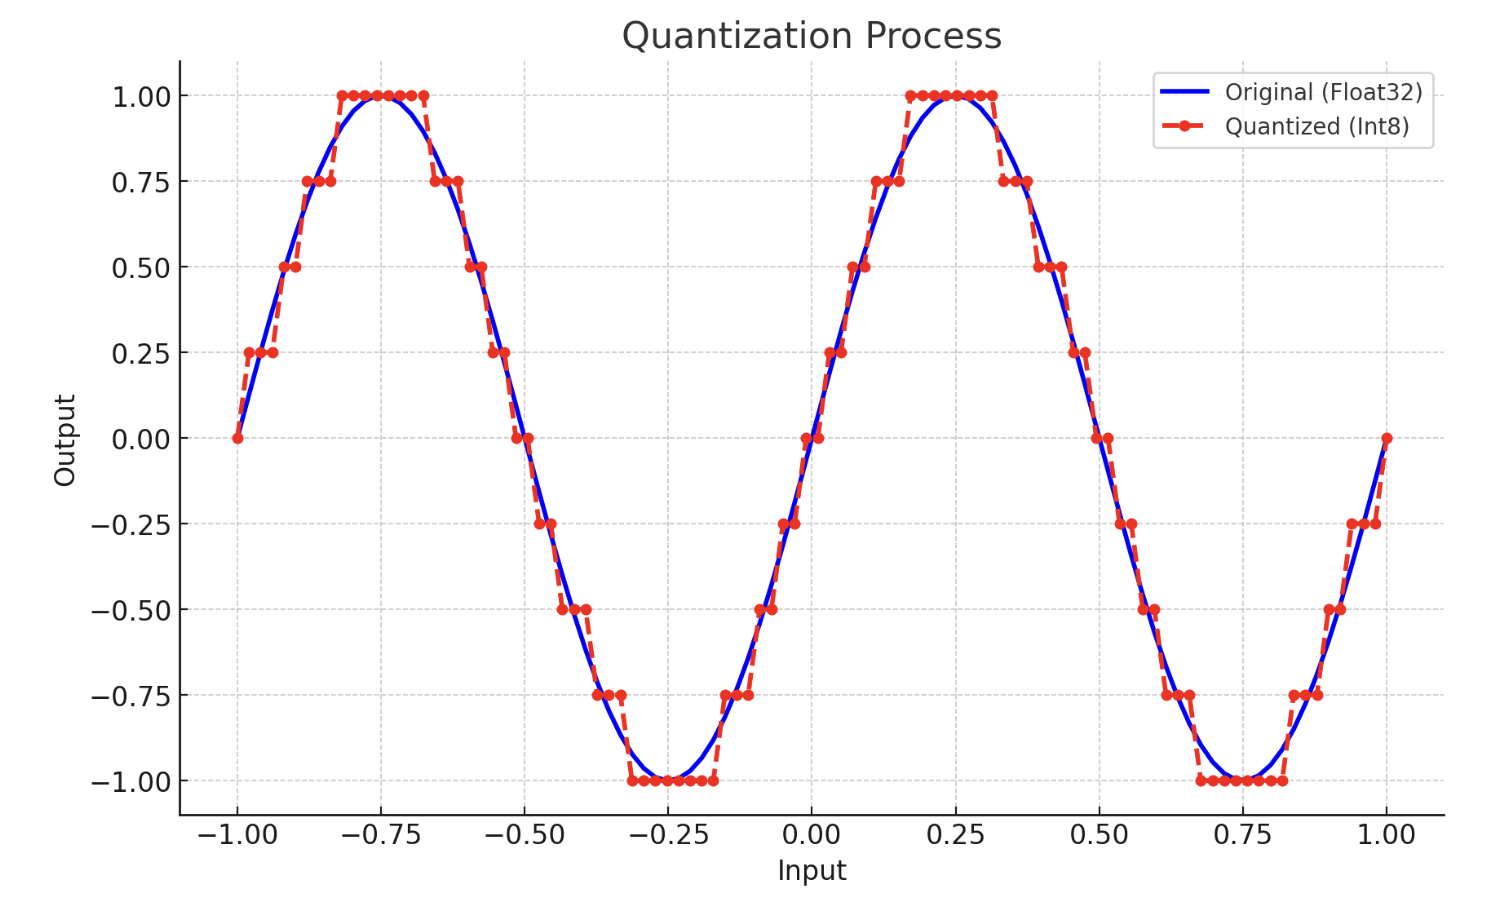 Quantization Process
Original (Float32)
Quantized (Int8)
1.00
0.75
0.50
0.25
0.00
−0.25
−0.50
−0.75
−1.00
Output
−1.00 −0.75 −0.50 −0.25 0.00 0.25 0.50 0.75 1.00
Input